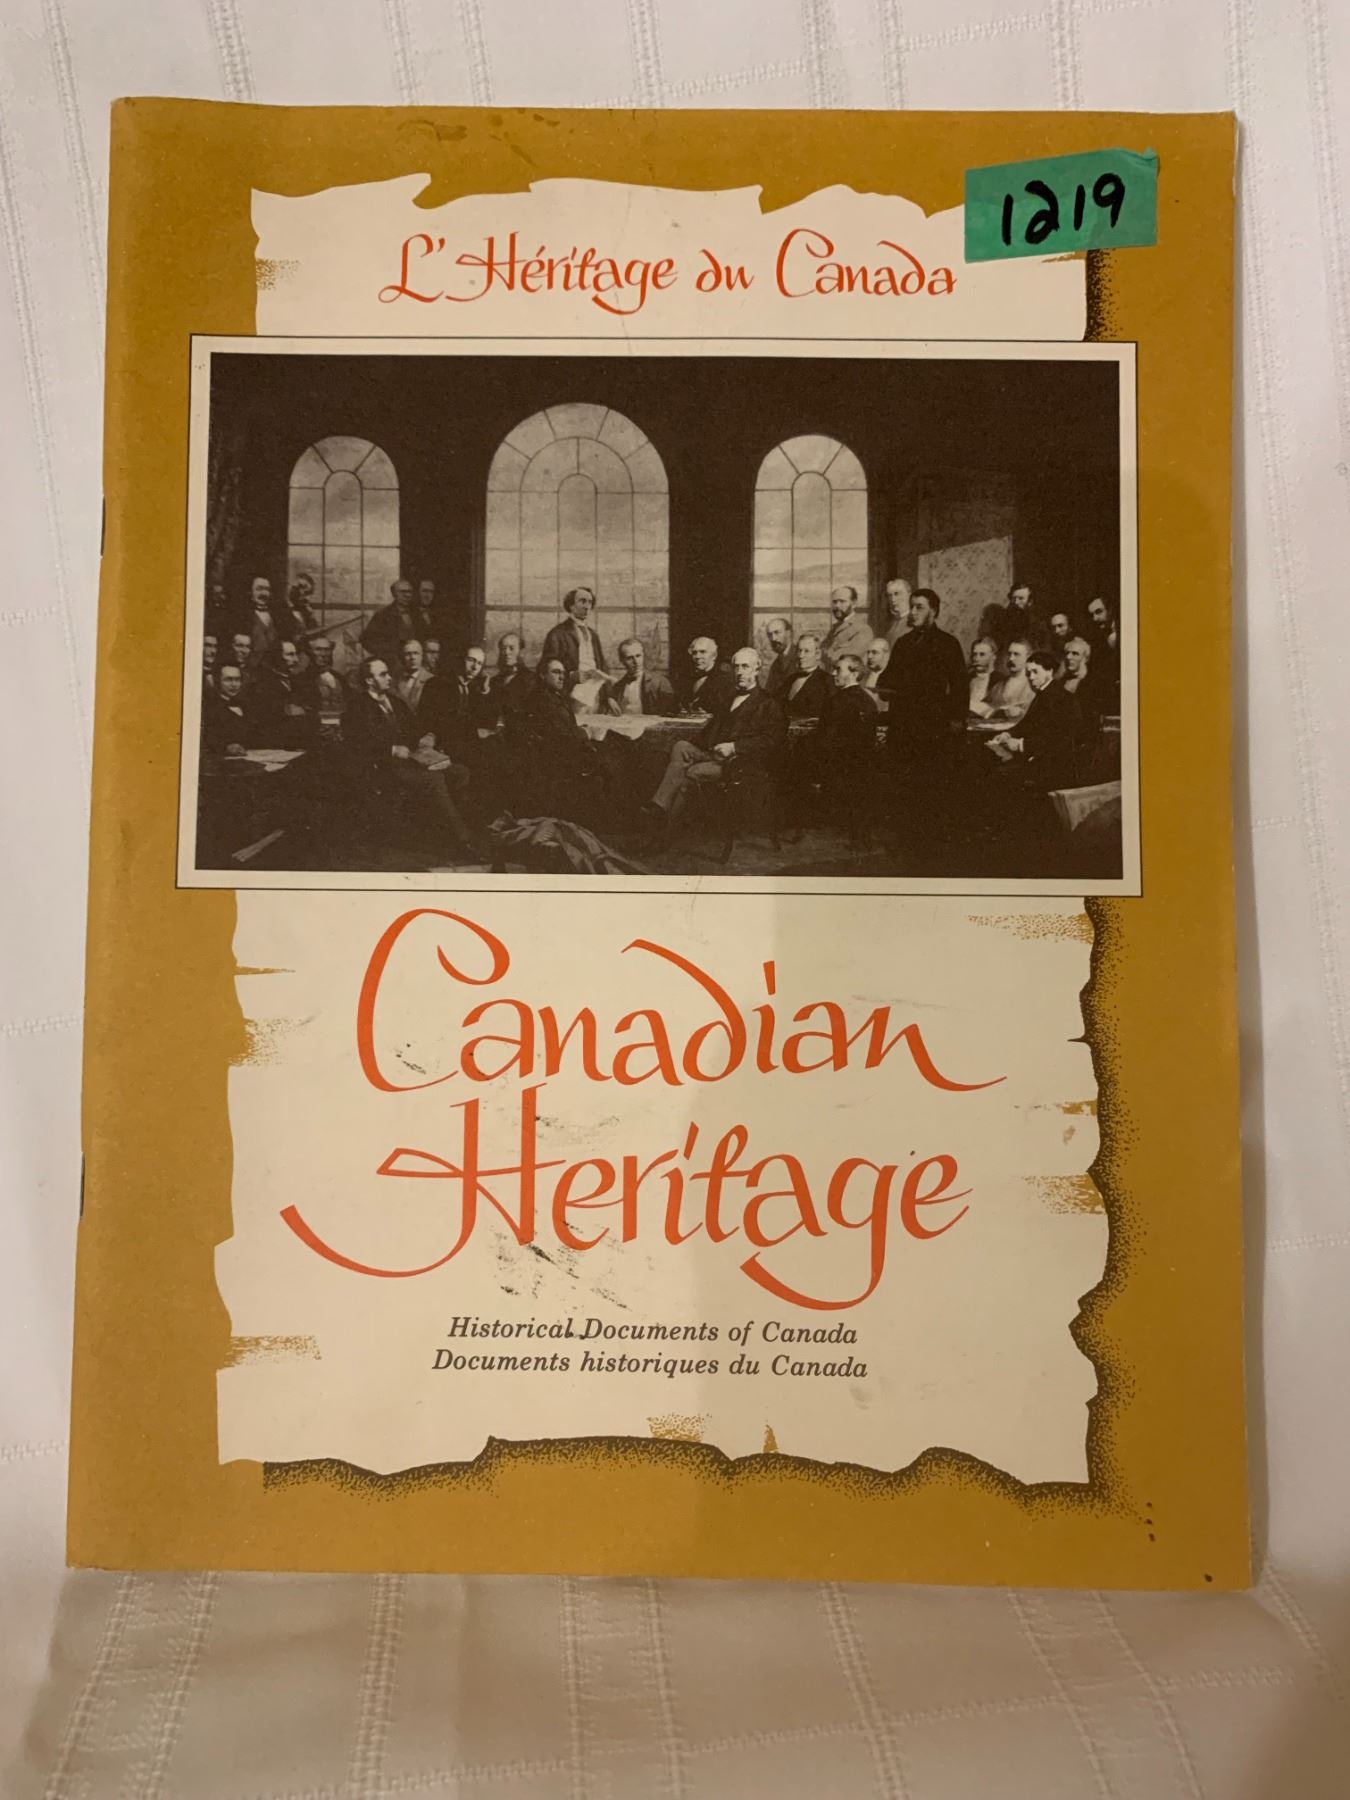 1219
L'Héritage du Canada
Canadian
Heritage
Historical Documents of Canada
Documents historiques du Canada